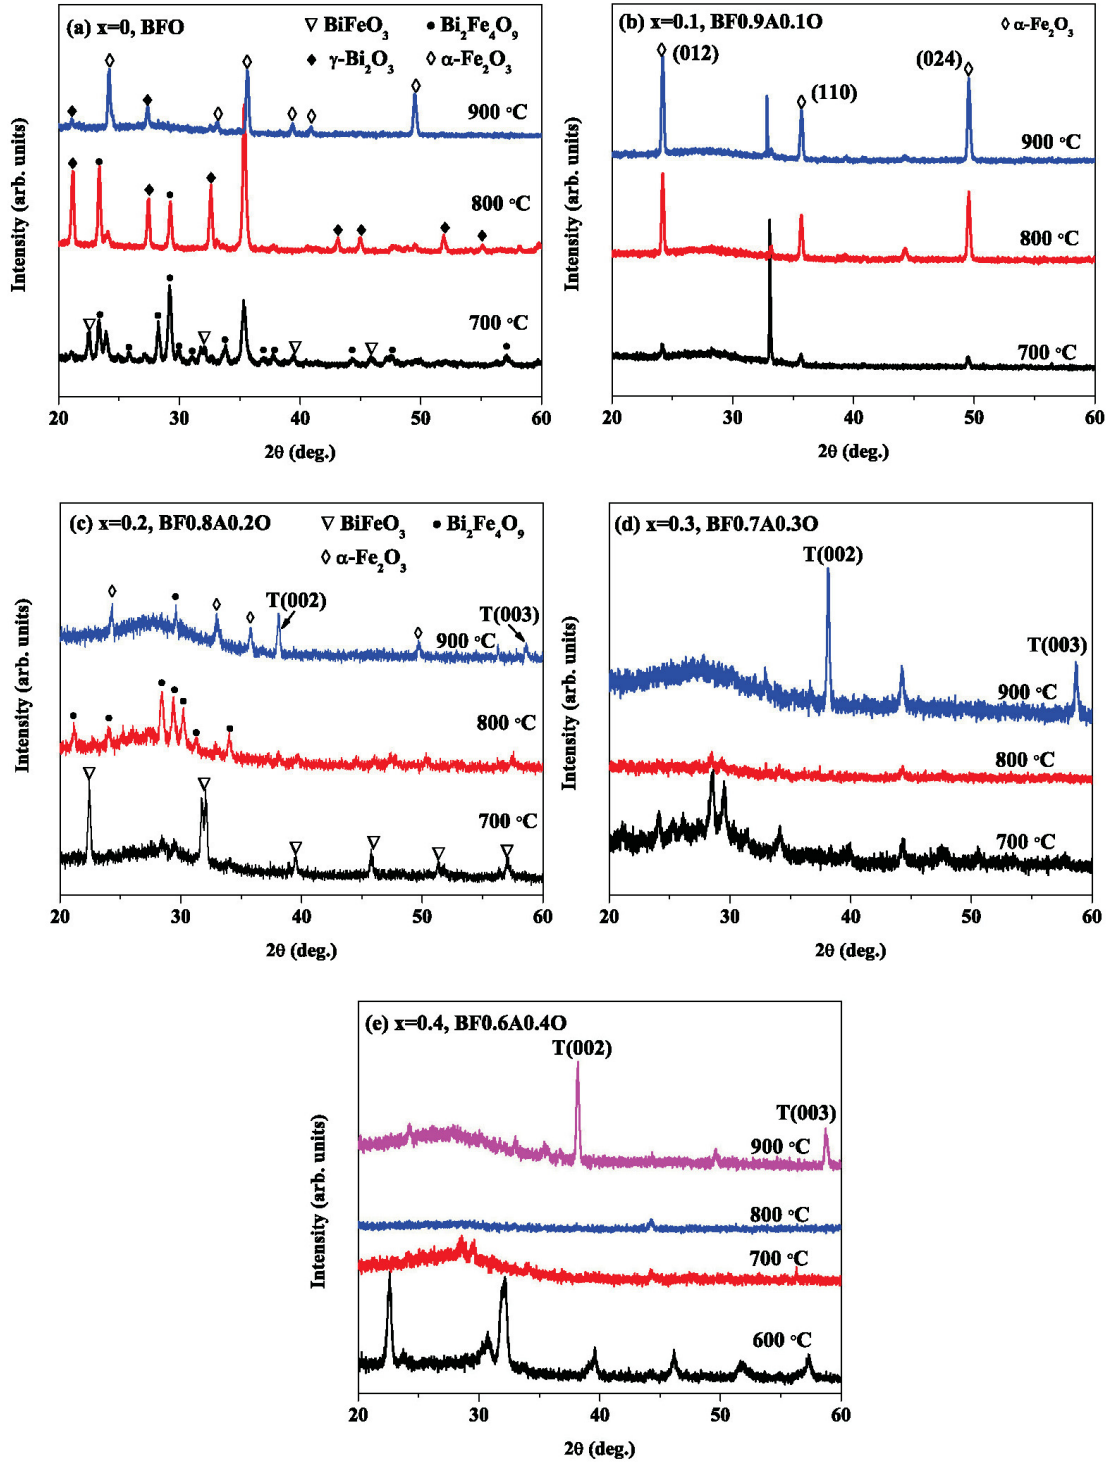 (a) x=0, BFO
▽ BiFeO₃ ● Bi₂Fe₄O₉
◆ γ-Bi₂O₃ ◇ α-Fe₂O₃
900 °C
800 °C
700 °C
Intensity (arb. units)
20 30 40 50 60
2θ (deg.)
(b) x=0.1, BF0.9A0.1O
◇ α-Fe₂O₃
(012)
(110)
(024)
900 °C
800 °C
700 °C
Intensity (arb. units)
20 30 40 50 60
2θ (deg.)
(c) x=0.2, BF0.8A0.2O
▽ BiFeO₃ ● Bi₂Fe₄O₉
◇ α-Fe₂O₃
T(002)
T(003)
900 °C
800 °C
700 °C
Intensity (arb. units)
20 30 40 50 60
2θ (deg.)
(d) x=0.3, BF0.7A0.3O
T(002)
T(003)
900 °C
800 °C
700 °C
Intensity (arb. units)
20 30 40 50 60
2θ (deg.)
(e) x=0.4, BF0.6A0.4O
T(002)
T(003)
900 °C
800 °C
700 °C
600 °C
Intensity (arb. units)
20 30 40 50 60
2θ (deg.)